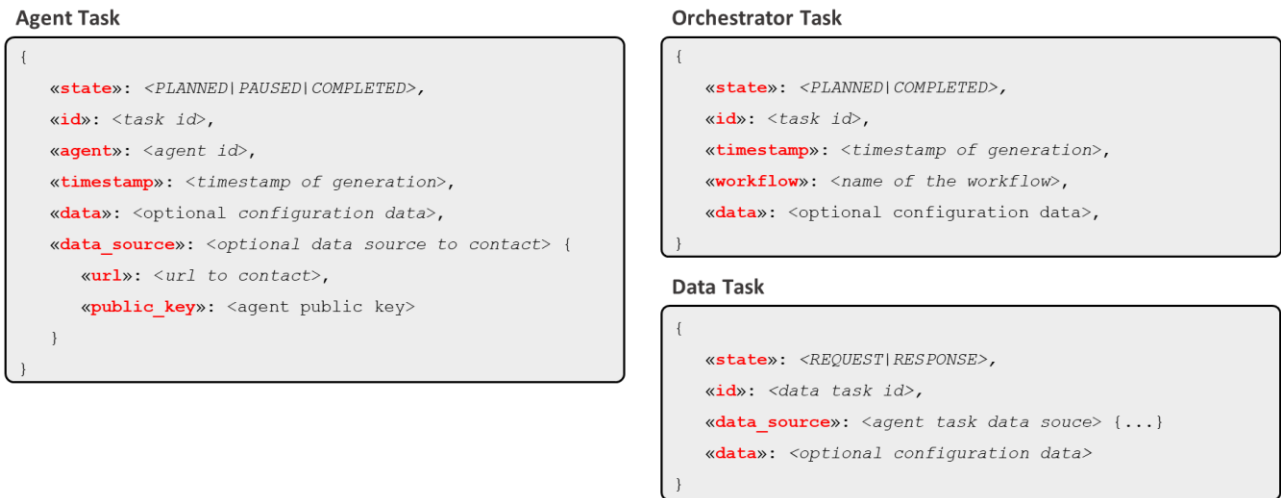 Agent Task
{
«state»: <PLANNED|PAUSED|COMPLETED>,
«id»: <task id>,
«agent»: <agent id>,
«timestamp»: <timestamp of generation>,
«data»: <optional configuration data>,
«data_source»: <optional data source to contact> {
«url»: <url to contact>,
«public_key»: <agent public key>
}
}
Orchestrator Task
{
«state»: <PLANNED|COMPLETED>,
«id»: <task id>,
«timestamp»: <timestamp of generation>,
«workflow»: <name of the workflow>,
«data»: <optional configuration data>,
}
Data Task
{
«state»: <REQUEST|RESPONSE>,
«id»: <data task id>,
«data_source»: <agent task data souce> {...}
«data»: <optional configuration data>
}